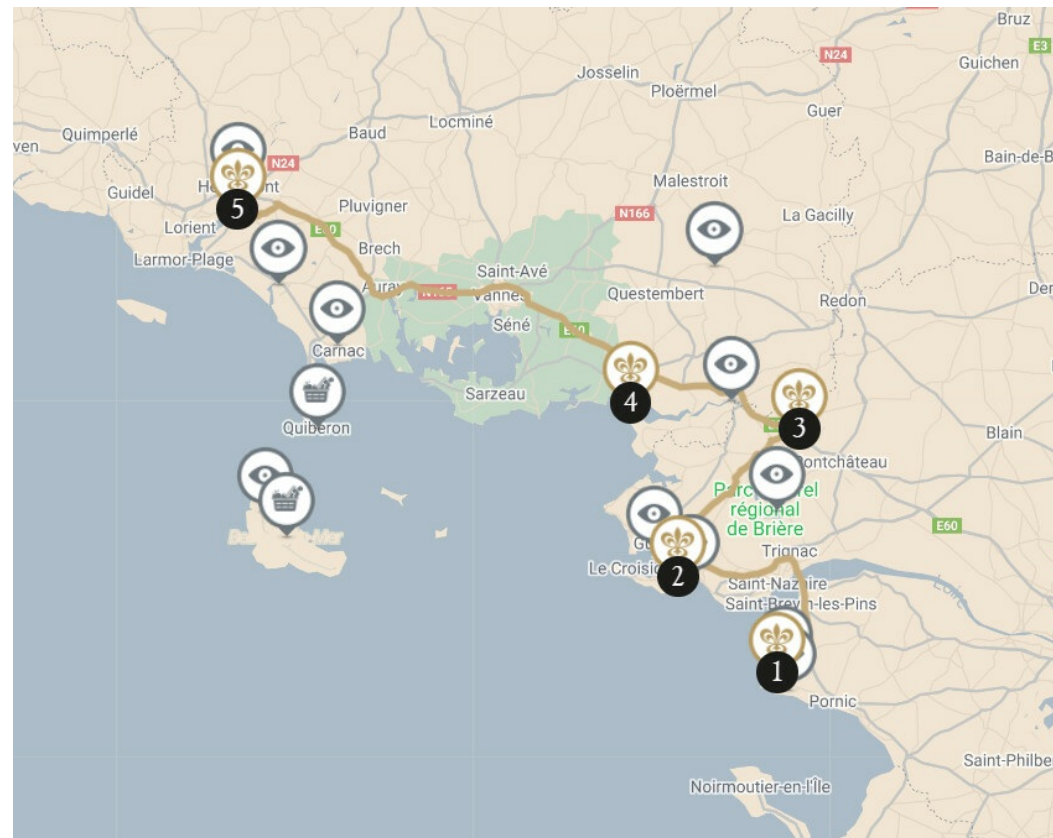 Bruz
E3
N24
Guichen
Josselin
Ploërmel
Guer
Locminé
Quimperlé
Baud
ven
Bain-de-B
N24
Malestroit
Guidel
Pluvigner
N166
La Gacilly
5
Lorient
Brech
Larmor-Plage
Saint-Avé
Auray
N165
Vannes
Questembert
Redon
Der
Séné
Carnac
Sarzeau
4
3
Quiberon
Blain
ontchâteau
régional
de Brière
E60
Trignac
Le Croisic
2
Saint-Nazaire
Loire
Saint-Brevin-les-Pins
1
Pornic
Saint-Philbe
Noirmoutier-en-l'Île